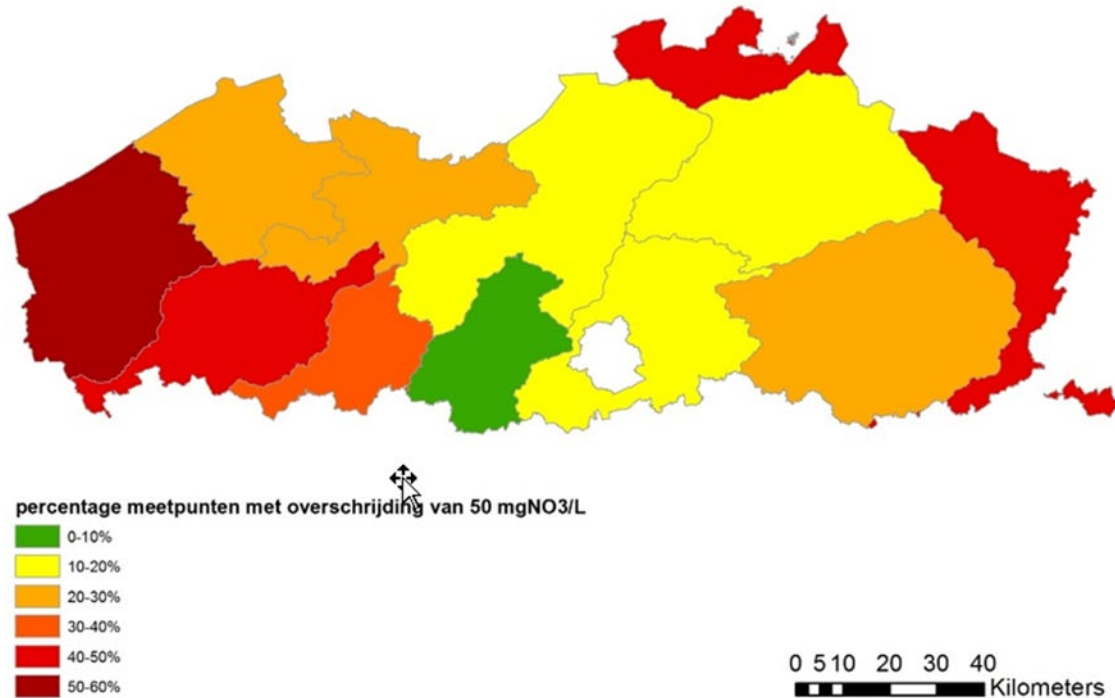 percentage meetpunten met overschrijding van 50 mgNO3/L
0-10%
10-20%
20-30%
30-40%
40-50%
50-60%
0 5 10 20 30 40
Kilometers